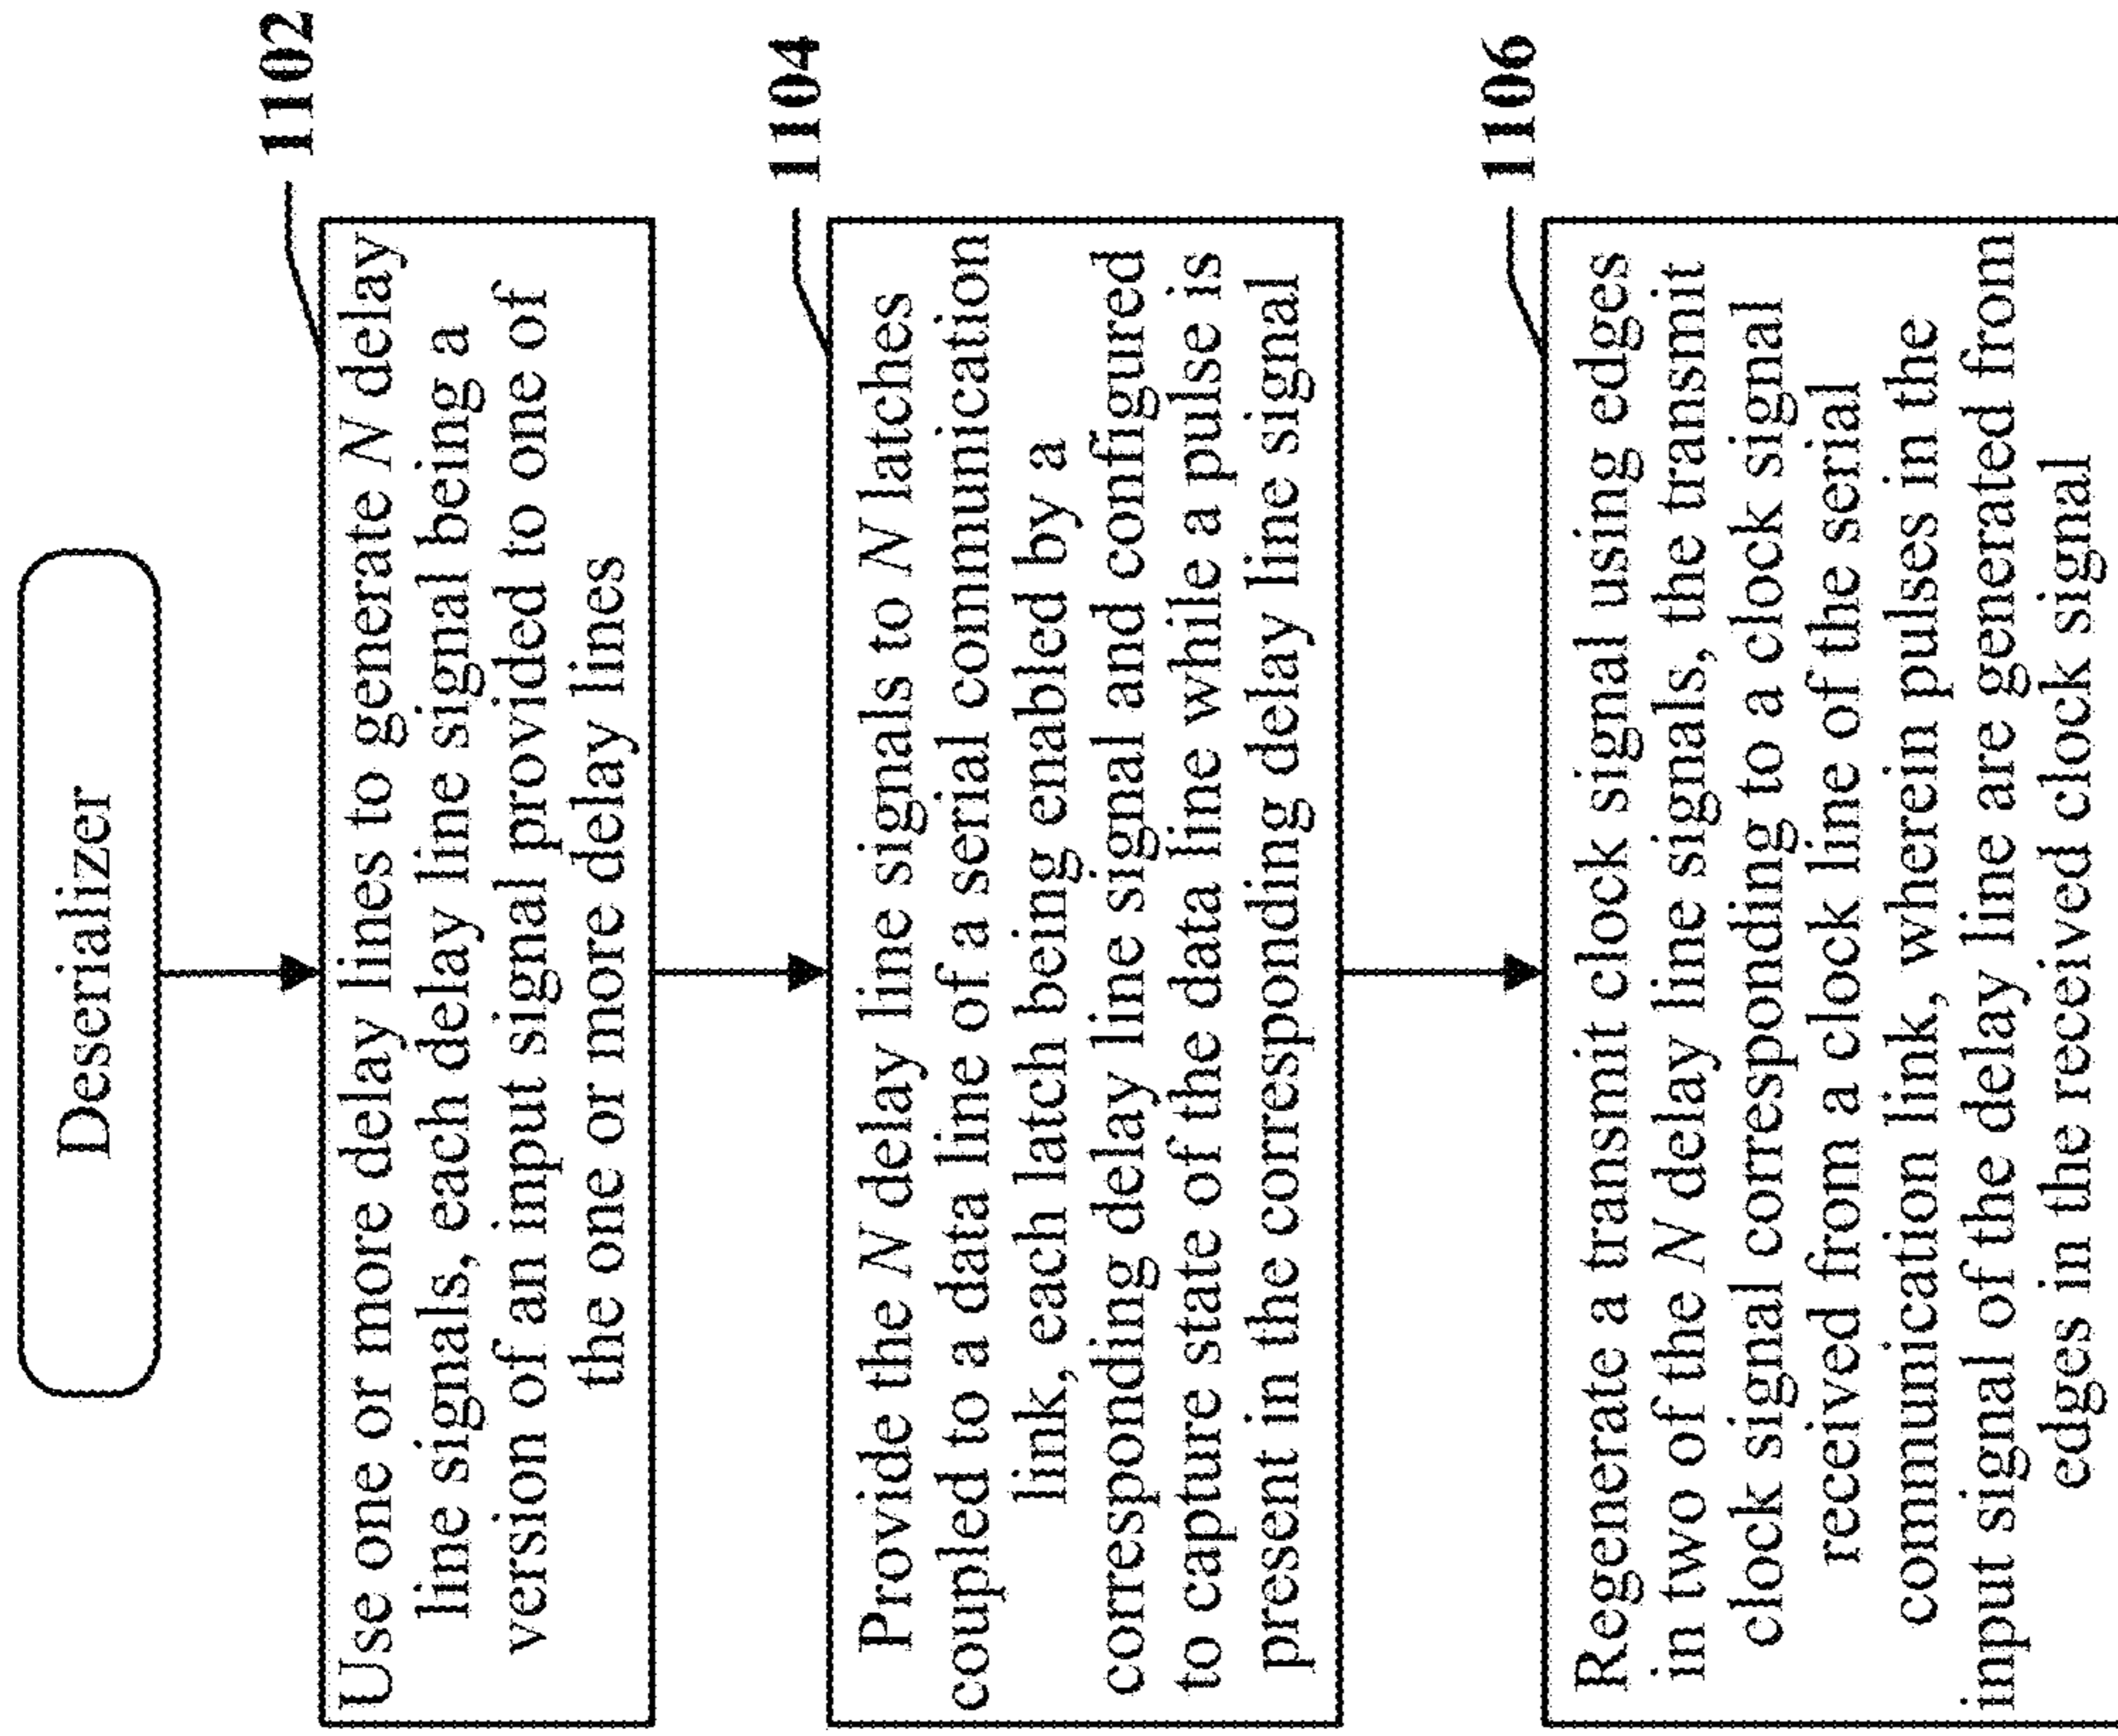 Deserializer
1102
Use one or more delay lines to generate N delay
line signals, each delay line signal being a
version of an input signal provided to one of
the one or more delay lines
1104
Provide the N delay line signals to N latches
coupled to a data line of a serial communication
link, each latch being enabled by a
corresponding delay line signal and configured
to capture state of the data line while a pulse is
present in the corresponding delay line signal
1106
Regenerate a transmit clock signal using edges
in two of the N delay line signals, the transmit
clock signal corresponding to a clock signal
received from a clock line of the serial
communication link, wherein pulses in the
input signal of the delay line are generated from
edges in the received clock signal